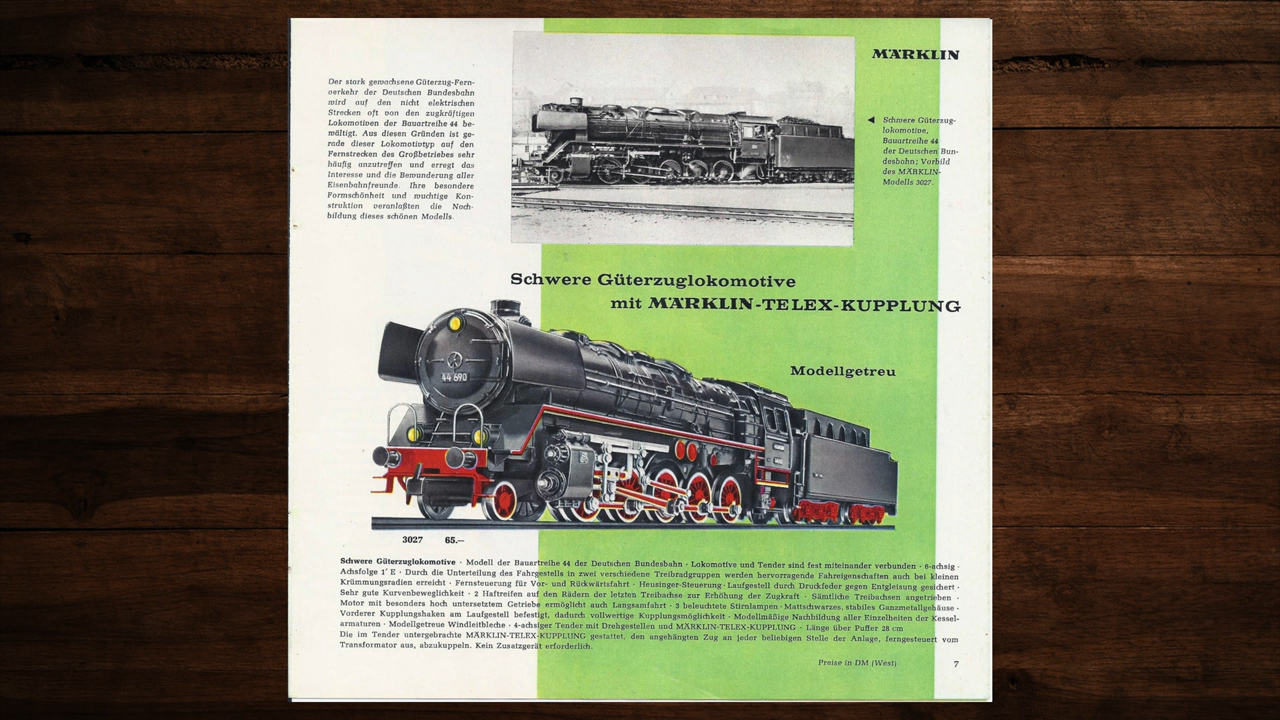 MÄRKLIN
Der stark gewachsene Güterzug-Fern-
verkehr der Deutschen Bundesbahn
wird auf den nicht elektrischen
Strecken oft von den zugkräftigen
Lokomotiven der Bauartreihe 44 be-
wältigt. Aus diesen Gründen ist ge-
rade dieser Lokomotivtyp auf den
Fernstrecken des Großbetriebes sehr
häufig anzutreffen und erregt das
Interesse und die Bewunderung aller
Eisenbahnfreunde. Ihre besondere
Formschönheit und wuchtige Kon-
struktion veranlaßten die Nach-
bildung dieses schönen Modells.
◄ Schwere Güterzug-
lokomotive,
Bauartreihe 44
der Deutschen Bun-
desbahn; Vorbild
des MÄRKLIN-
Modells 3027.
Schwere Güterzuglokomotive
mit MÄRKLIN-TELEX-KUPPLUNG
Modellgetreu
44 690
3027 65.—
Schwere Güterzuglokomotive · Modell der Bauartreihe 44 der Deutschen Bundesbahn · Lokomotive und Tender sind fest miteinander verbunden · 6-achsig ·
Achsfolge 1' E · Durch die Unterteilung des Fahrgestells in zwei verschiedene Treibradgruppen werden hervorragende Fahreigenschaften auch bei kleinen
Krümmungsradien erreicht · Fernsteuerung für Vor- und Rückwärtsfahrt · Heusinger-Steuerung · Laufgestell durch Druckfeder gegen Entgleisung gesichert ·
Sehr gute Kurvenbeweglichkeit · 2 Haftreifen auf den Rädern der letzten Treibachse zur Erhöhung der Zugkraft · Sämtliche Treibachsen angetrieben ·
Motor mit besonders hoch untersetztem Getriebe ermöglicht auch Langsamfahrt · 3 beleuchtete Stirnlampen · Mattschwarzes, stabiles Ganzmetallgehäuse ·
Vorderer Kupplungshaken am Laufgestell befestigt, dadurch vollwertige Kupplungsmöglichkeit · Modellmäßige Nachbildung aller Einzelheiten der Kessel-
armaturen · Modellgetreue Windleitbleche · 4-achsiger Tender mit Drehgestellen und MÄRKLIN-TELEX-KUPPLUNG · Länge über Puffer 28 cm
Die im Tender untergebrachte MÄRKLIN-TELEX-KUPPLUNG gestattet, den angehängten Zug an jeder beliebigen Stelle der Anlage, ferngesteuert vom
Transformator aus, abzukuppeln. Kein Zusatzgerät erforderlich.
Preise in DM (West) 7